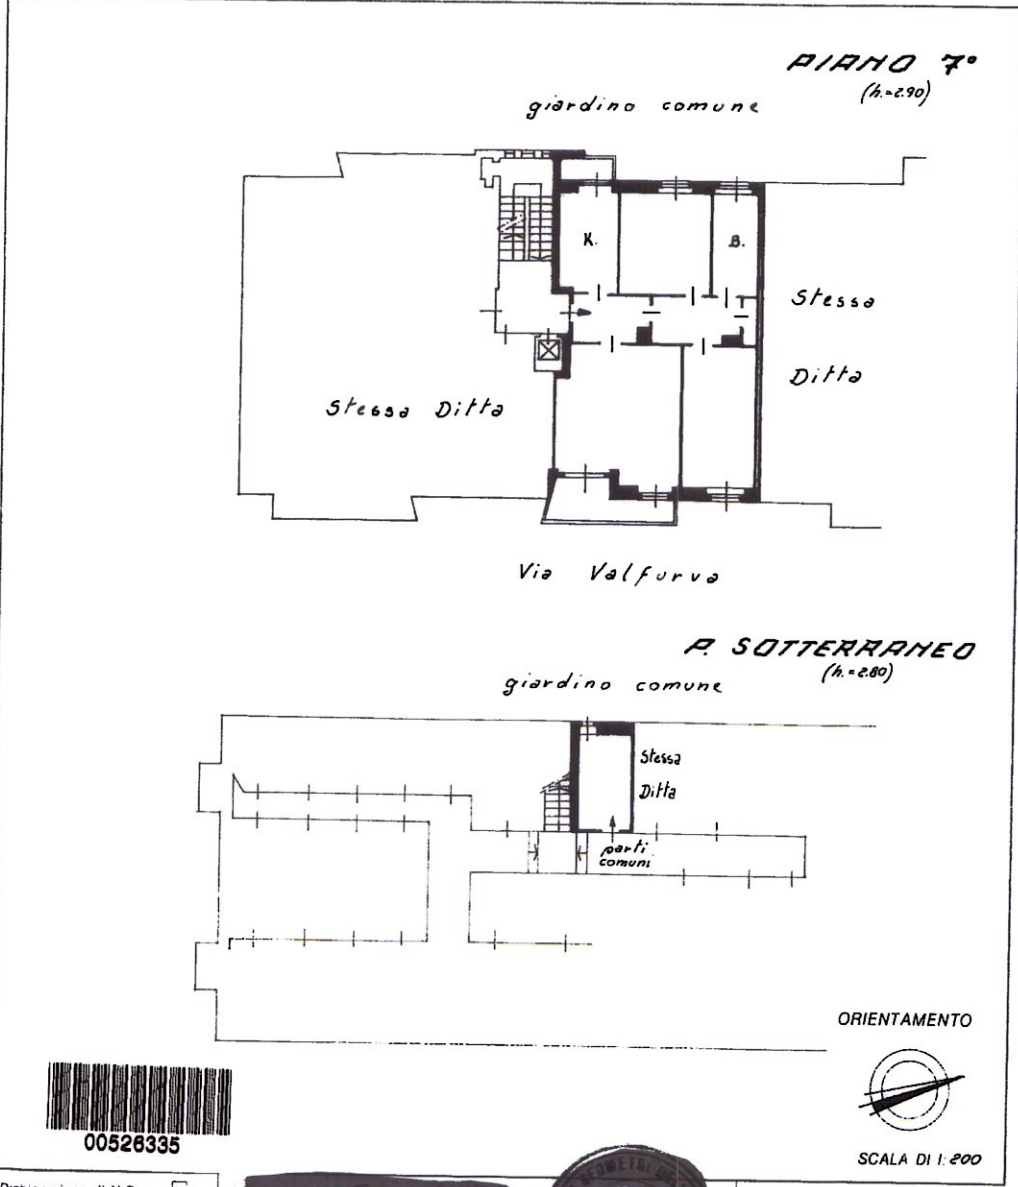 PIANO 7°
(h.=2.90)
giardino comune
K.
B.
Stessa
Ditta
Stessa Ditta
Via Valfurva
P. SOTTERRANEO
(h.=2.80)
giardino comune
Stessa
Ditta
parti
comuni
ORIENTAMENTO
00526335
SCALA DI 1:200